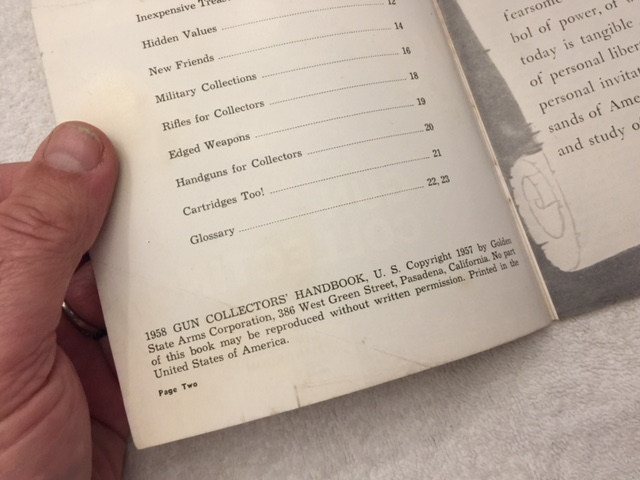 Inexpensive 12
Hidden Values 14
New Friends 16
Military Collections 18
Rifles for Collectors 19
Edged Weapons 20
Handguns for Collectors 21
Cartridges Too! 22, 23
Glossary
1958 GUN COLLECTORS' HANDBOOK, U. S. Copyright 1957 by Golden
State Arms Corporation, 386 West Green Street, Pasadena, California. No part
of this book may be reproduced without written permission. Printed in the
United States of America.
Page Two
fearsome
bol of power, of
today is tangible
of personal
personal
sands of
and study